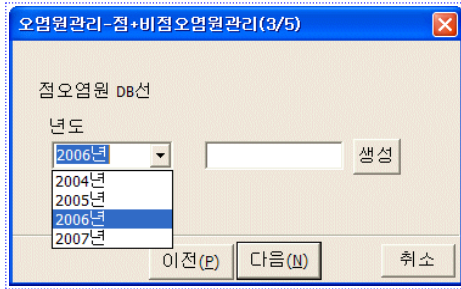 오염원관리-점+비점오염원관리(3/5)
점오염원 DB선
년도
2006년
생성
2004년
2005년
2006년
2007년
이전(P) 다음(N) 취소